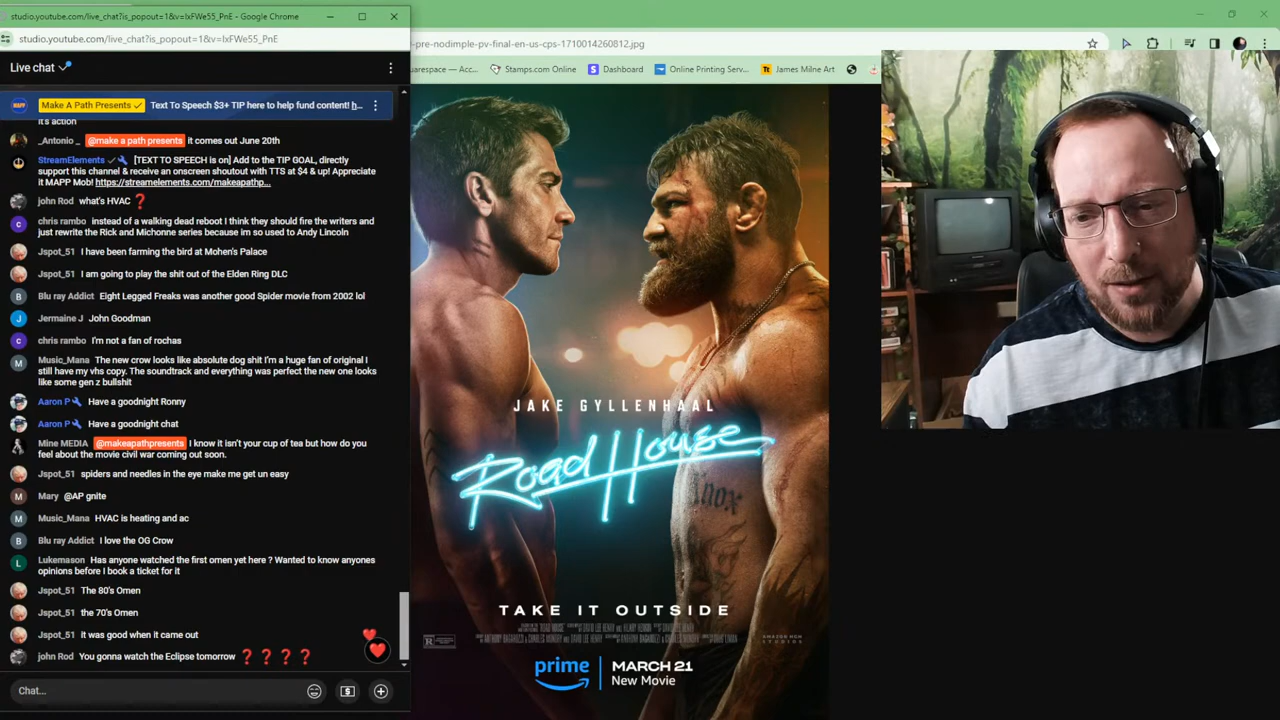 studio.youtube.com/live_chat?is_popout=1&v=IxFWe55_PnE - Google Chrome
studio.youtube.com/live_chat?is_popout=1&v=IxFWe55_PnE
-pre-nodimple-pv-final-en-us-cps-1710014260812.jpg
quarespace — Acc...
Stamps.com Online
Dashboard
Online Printing Serv...
James Milne Art
Live chat
Make A Path Presents Text To Speech $3+ TIP here to help fund content! h...
it's action
_Antonio _ @make a path presents it comes out June 20th
StreamElements [TEXT TO SPEECH is on] Add to the TIP GOAL, directly
support this channel & receive an onscreen shoutout with TTS at $4 & up! Appreciate
it MAPP Mob! https://streamelements.com/makeapathp...
john Rod what's HVAC ❓
chris rambo instead of a walking dead reboot I think they should fire the writers and
just rewrite the Rick and Michonne series because im so used to Andy Lincoln
Jspot_51 I have been farming the bird at Mohen's Palace
Jspot_51 I am going to play the shit out of the Elden Ring DLC
Blu ray Addict Eight Legged Freaks was another good Spider movie from 2002 lol
Jermaine J John Goodman
chris rambo I'm not a fan of rochas
Music_Mana The new crow looks like absolute dog shit I'm a huge fan of original I
still have my vhs copy. The soundtrack and everything was perfect the new one looks
like some gen z bullshit
Aaron P Have a goodnight Ronny
Aaron P Have a goodnight chat
Mine MEDIA @makeapathpresents I know it isn't your cup of tea but how do you
feel about the movie civil war coming out soon.
Jspot_51 spiders and needles in the eye make me get un easy
Mary @AP gnite
Music_Mana HVAC is heating and ac
Blu ray Addict I love the OG Crow
Lukemason Has anyone watched the first omen yet here ? Wanted to know anyones
opinions before I book a ticket for it
Jspot_51 The 80's Omen
Jspot_51 the 70's Omen
Jspot_51 it was good when it came out
john Rod You gonna watch the Eclipse tomorrow ❓❓❓❓
Chat...
JAKE GYLLENHAAL
Road House
TAKE IT OUTSIDE
R
AMAZON MGM
STUDIOS
prime
MARCH 21
New Movie